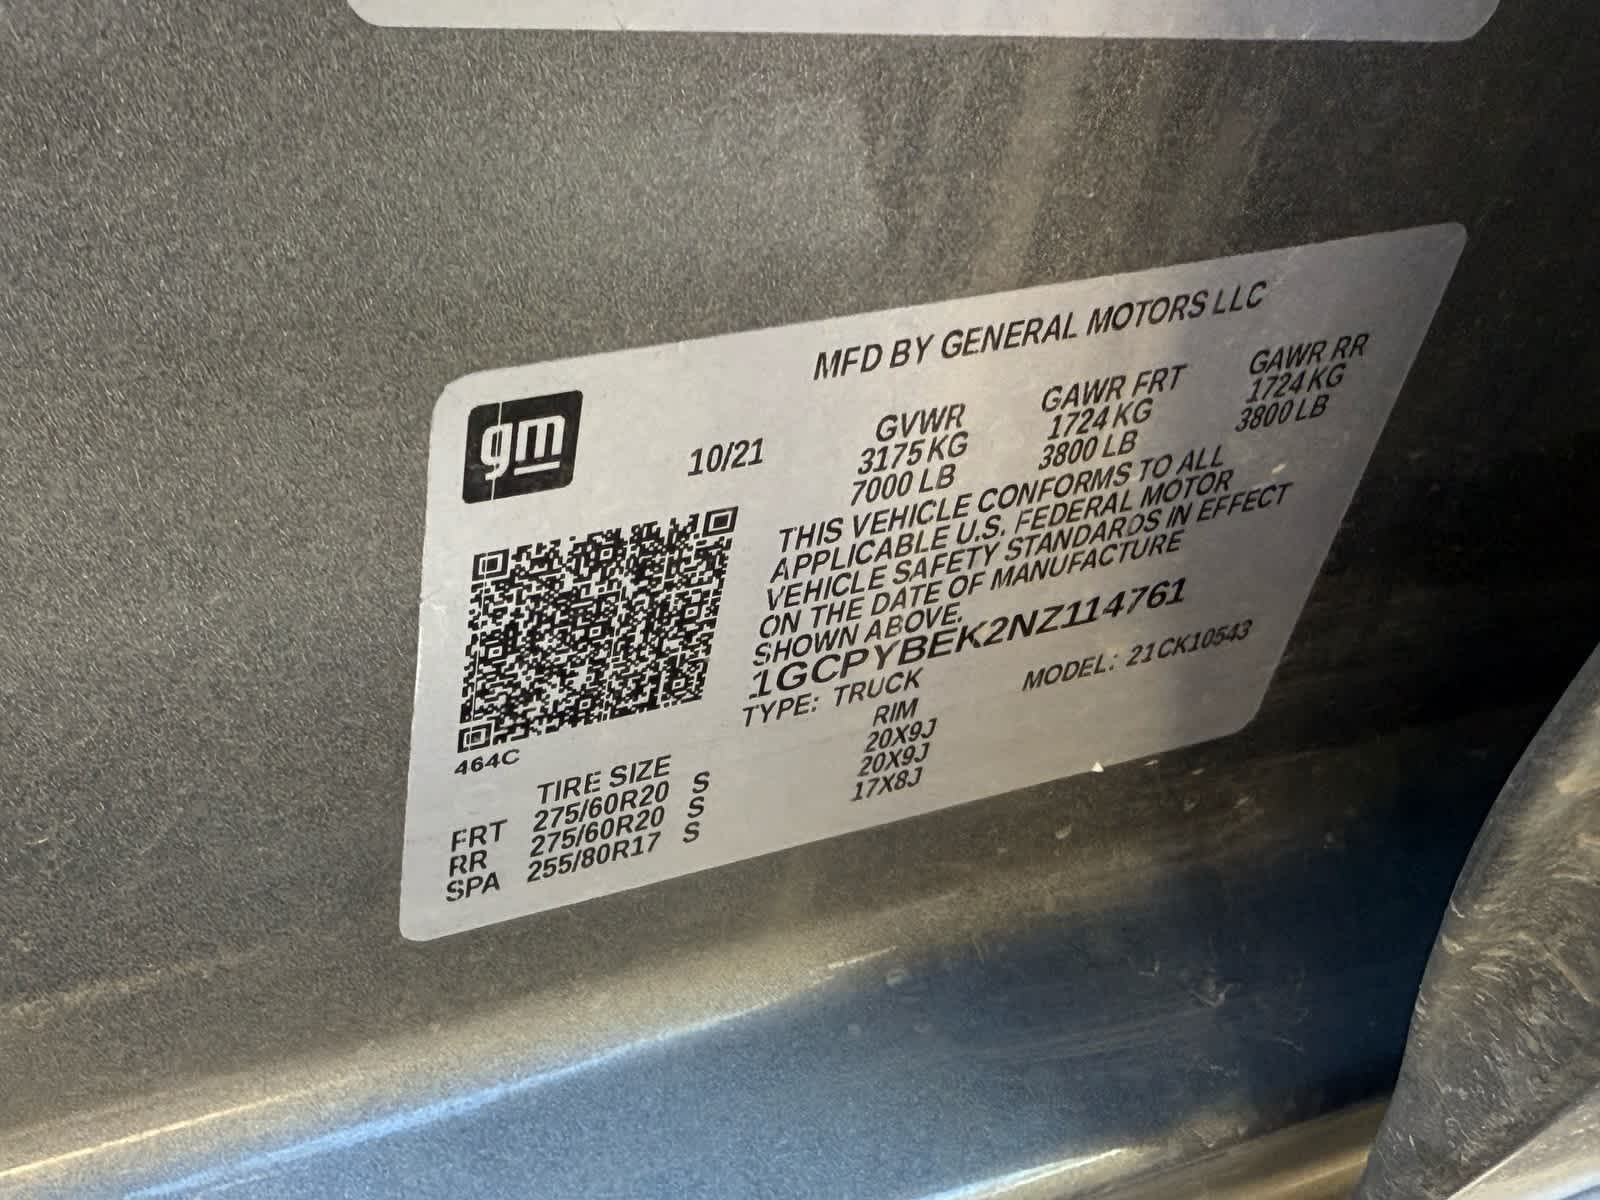 MFD BY GENERAL MOTORS LLC
gm
10/21
GVWR GAWR FRT GAWR RR
3175 KG 1724 KG 1724 KG
7000 LB 3800 LB 3800 LB
THIS VEHICLE CONFORMS TO ALL
APPLICABLE U.S. FEDERAL MOTOR
VEHICLE SAFETY STANDARDS IN EFFECT
ON THE DATE OF MANUFACTURE
SHOWN ABOVE.
1GCPYBEK2NZ114761
TYPE: TRUCK MODEL: 21CK10543
464C
TIRE SIZE RIM
FRT 275/60R20 S 20X9J
RR 275/60R20 S 20X9J
SPA 255/80R17 S 17X8J